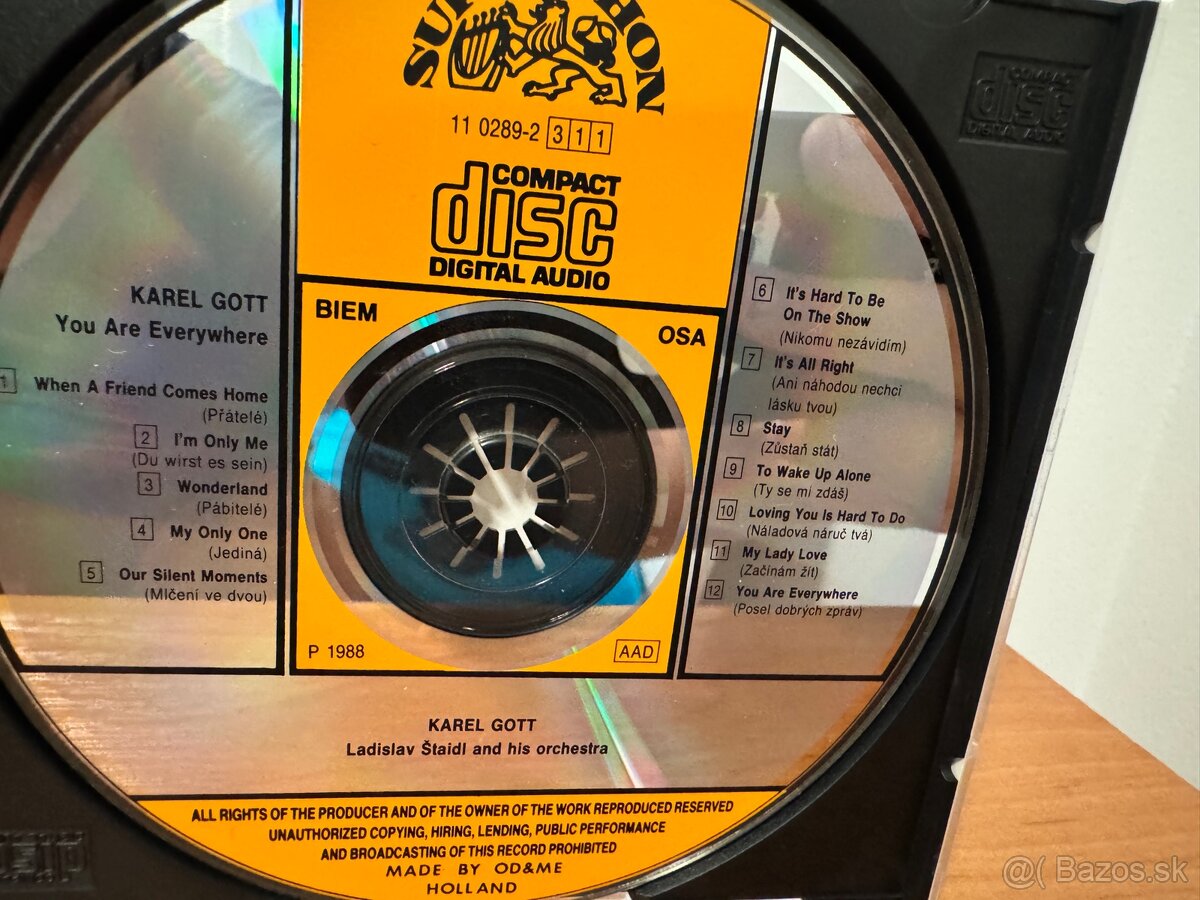 SUP HON
11 0289-2 311
COMPACT
disc
DIGITAL AUDIO
COMPACT
disc
DIGITAL AUDIO
BIEM
OSA
KAREL GOTT
You Are Everywhere
1 When A Friend Comes Home
(Přátelé)
2 I'm Only Me
(Du wirst es sein)
3 Wonderland
(Pábitelé)
4 My Only One
(Jediná)
5 Our Silent Moments
(Mlčení ve dvou)
6 It's Hard To Be
On The Show
(Nikomu nezávidím)
7 It's All Right
(Ani náhodou nechci
lásku tvou)
8 Stay
(Zůstaň stát)
9 To Wake Up Alone
(Ty se mi zdáš)
10 Loving You Is Hard To Do
(Náladová náruč tvá)
11 My Lady Love
(Začínám žít)
12 You Are Everywhere
(Posel dobrých zpráv)
P 1988
AAD
KAREL GOTT
Ladislav Štaidl and his orchestra
ALL RIGHTS OF THE PRODUCER AND OF THE OWNER OF THE WORK REPRODUCED RESERVED
UNAUTHORIZED COPYING, HIRING, LENDING, PUBLIC PERFORMANCE
AND BROADCASTING OF THIS RECORD PROHIBITED
MADE BY OD&ME
HOLLAND
@( Bazos.sk